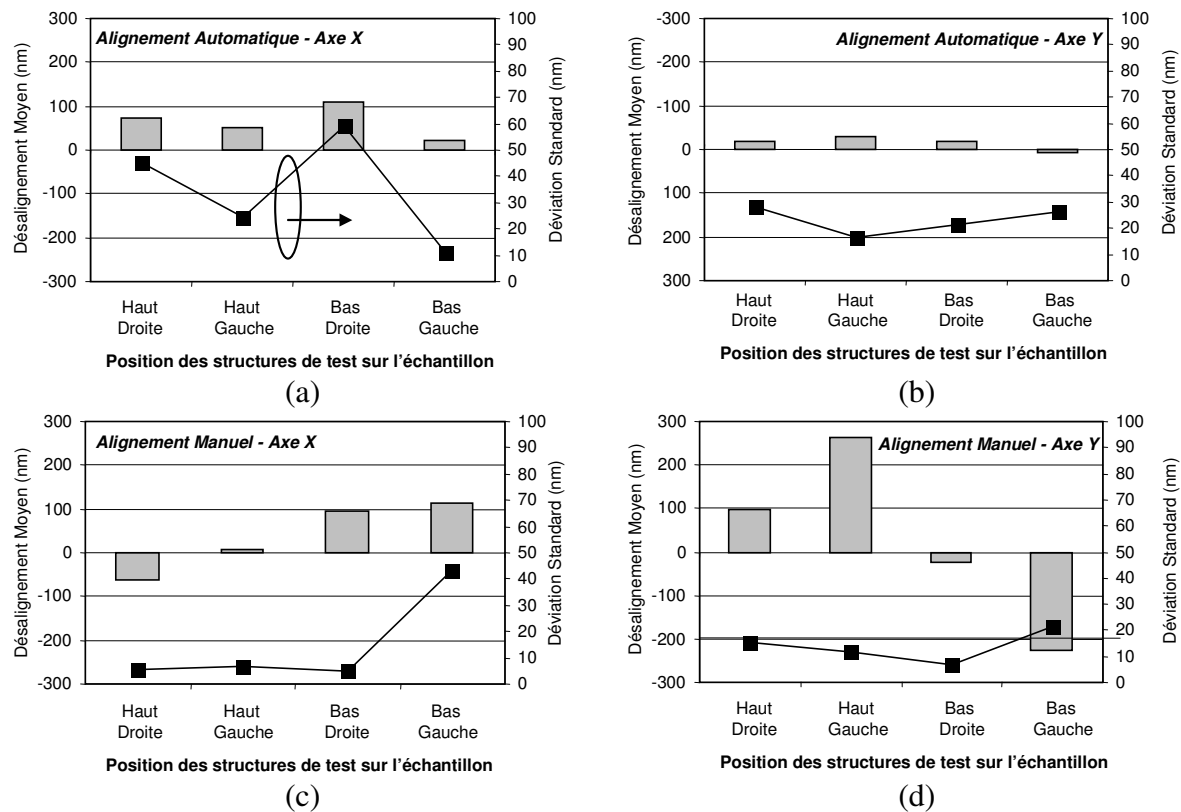 Alignement Automatique - Axe X
Désalignement Moyen (nm)
300
200
100
0
-100
-200
-300
Déviation Standard (nm)
100
90
80
70
60
50
40
30
20
10
0
Haut Droite
Haut Gauche
Bas Droite
Bas Gauche
Position des structures de test sur l'échantillon
(a)
Alignement Automatique - Axe Y
Désalignement Moyen (nm)
-300
-200
-100
0
100
200
300
Déviation Standard (nm)
100
90
80
70
60
50
40
30
20
10
0
Haut Droite
Haut Gauche
Bas Droite
Bas Gauche
Position des structures de test sur l'échantillon
(b)
Alignement Manuel - Axe X
Désalignement Moyen (nm)
300
200
100
0
-100
-200
-300
Déviation Standard (nm)
100
90
80
70
60
50
40
30
20
10
0
Haut Droite
Haut Gauche
Bas Droite
Bas Gauche
Position des structures de test sur l'échantillon
(c)
Alignement Manuel - Axe Y
Désalignement Moyen (nm)
300
200
100
0
-100
-200
-300
Déviation Standard (nm)
100
90
80
70
60
50
40
30
20
10
0
Haut Droite
Haut Gauche
Bas Droite
Bas Gauche
Position des structures de test sur l'échantillon
(d)